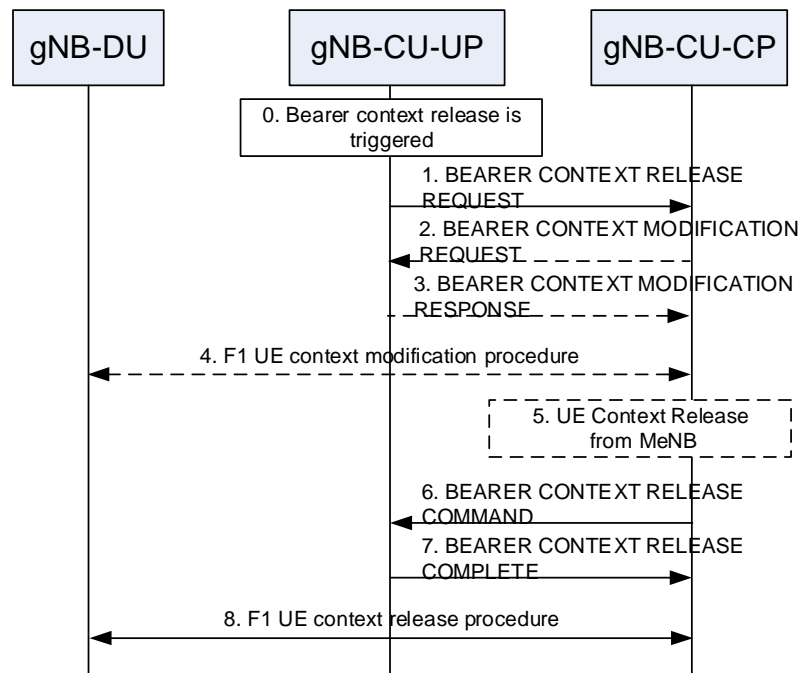 gNB-DU
gNB-CU-UP
gNB-CU-CP
0. Bearer context release is
triggered
1. BEARER CONTEXT RELEASE
REQUEST
2. BEARER CONTEXT MODIFICATION
REQUEST
3. BEARER CONTEXT MODIFICATION
RESPONSE
4. F1 UE context modification procedure
5. UE Context Release
from MeNB
6. BEARER CONTEXT RELEASE
COMMAND
7. BEARER CONTEXT RELEASE
COMPLETE
8. F1 UE context release procedure